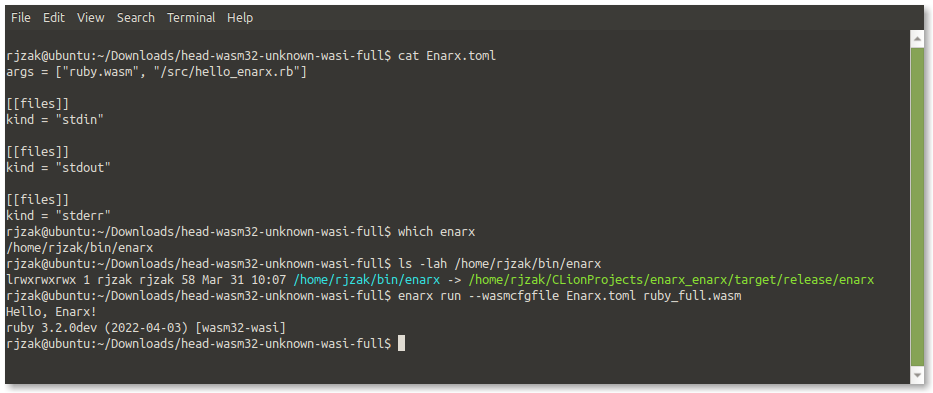 File Edit View Search Terminal Help
rjzak@ubuntu:~/Downloads/head-wasm32-unknown-wasi-full$ cat Enarx.toml
args = ["ruby.wasm", "/src/hello_enarx.rb"]
[[files]]
kind = "stdin"
[[files]]
kind = "stdout"
[[files]]
kind = "stderr"
rjzak@ubuntu:~/Downloads/head-wasm32-unknown-wasi-full$ which enarx
/home/rjzak/bin/enarx
rjzak@ubuntu:~/Downloads/head-wasm32-unknown-wasi-full$ ls -lah /home/rjzak/bin/enarx
lrwxrwxrwx 1 rjzak rjzak 58 Mar 31 10:07 /home/rjzak/bin/enarx -> /home/rjzak/CLionProjects/enarx_enarx/target/release/enarx
rjzak@ubuntu:~/Downloads/head-wasm32-unknown-wasi-full$ enarx run --wasmcfgfile Enarx.toml ruby_full.wasm
Hello, Enarx!
ruby 3.2.0dev (2022-04-03) [wasm32-wasi]
rjzak@ubuntu:~/Downloads/head-wasm32-unknown-wasi-full$